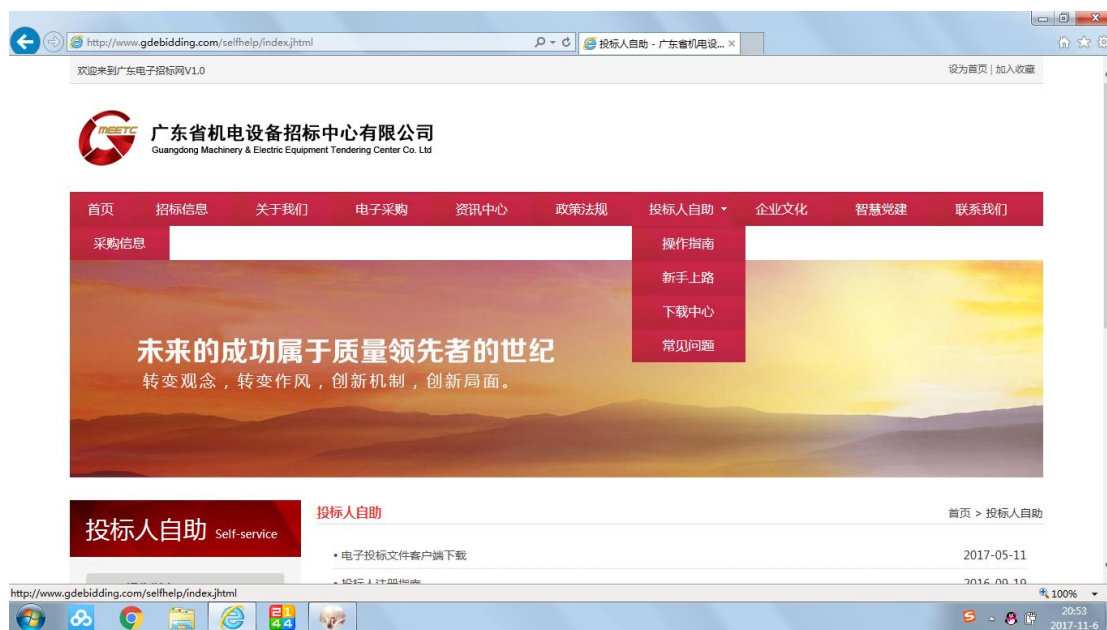 http://www.gdebidding.com/selfhelp/index.jhtml
投标人自助 - 广东省机电设...
欢迎来到广东电子招标网V1.0
设为首页 | 加入收藏
MEETC
广东省机电设备招标中心有限公司
Guangdong Machinery & Electric Equipment Tendering Center Co. Ltd
首页 招标信息 关于我们 电子采购 资讯中心 政策法规 投标人自助 企业文化 智慧党建 联系我们
采购信息
操作指南
新手上路
下载中心
常见问题
未来的成功属于质量领先者的世纪
转变观念，转变作风，创新机制，创新局面。
投标人自助 Self-service
投标人自助
首页 > 投标人自助
• 电子投标文件客户端下载 2017-05-11
• 投标人注册指南 2016-09-19
http://www.gdebidding.com/selfhelp/index.jhtml
100%
20:53
2017-11-6